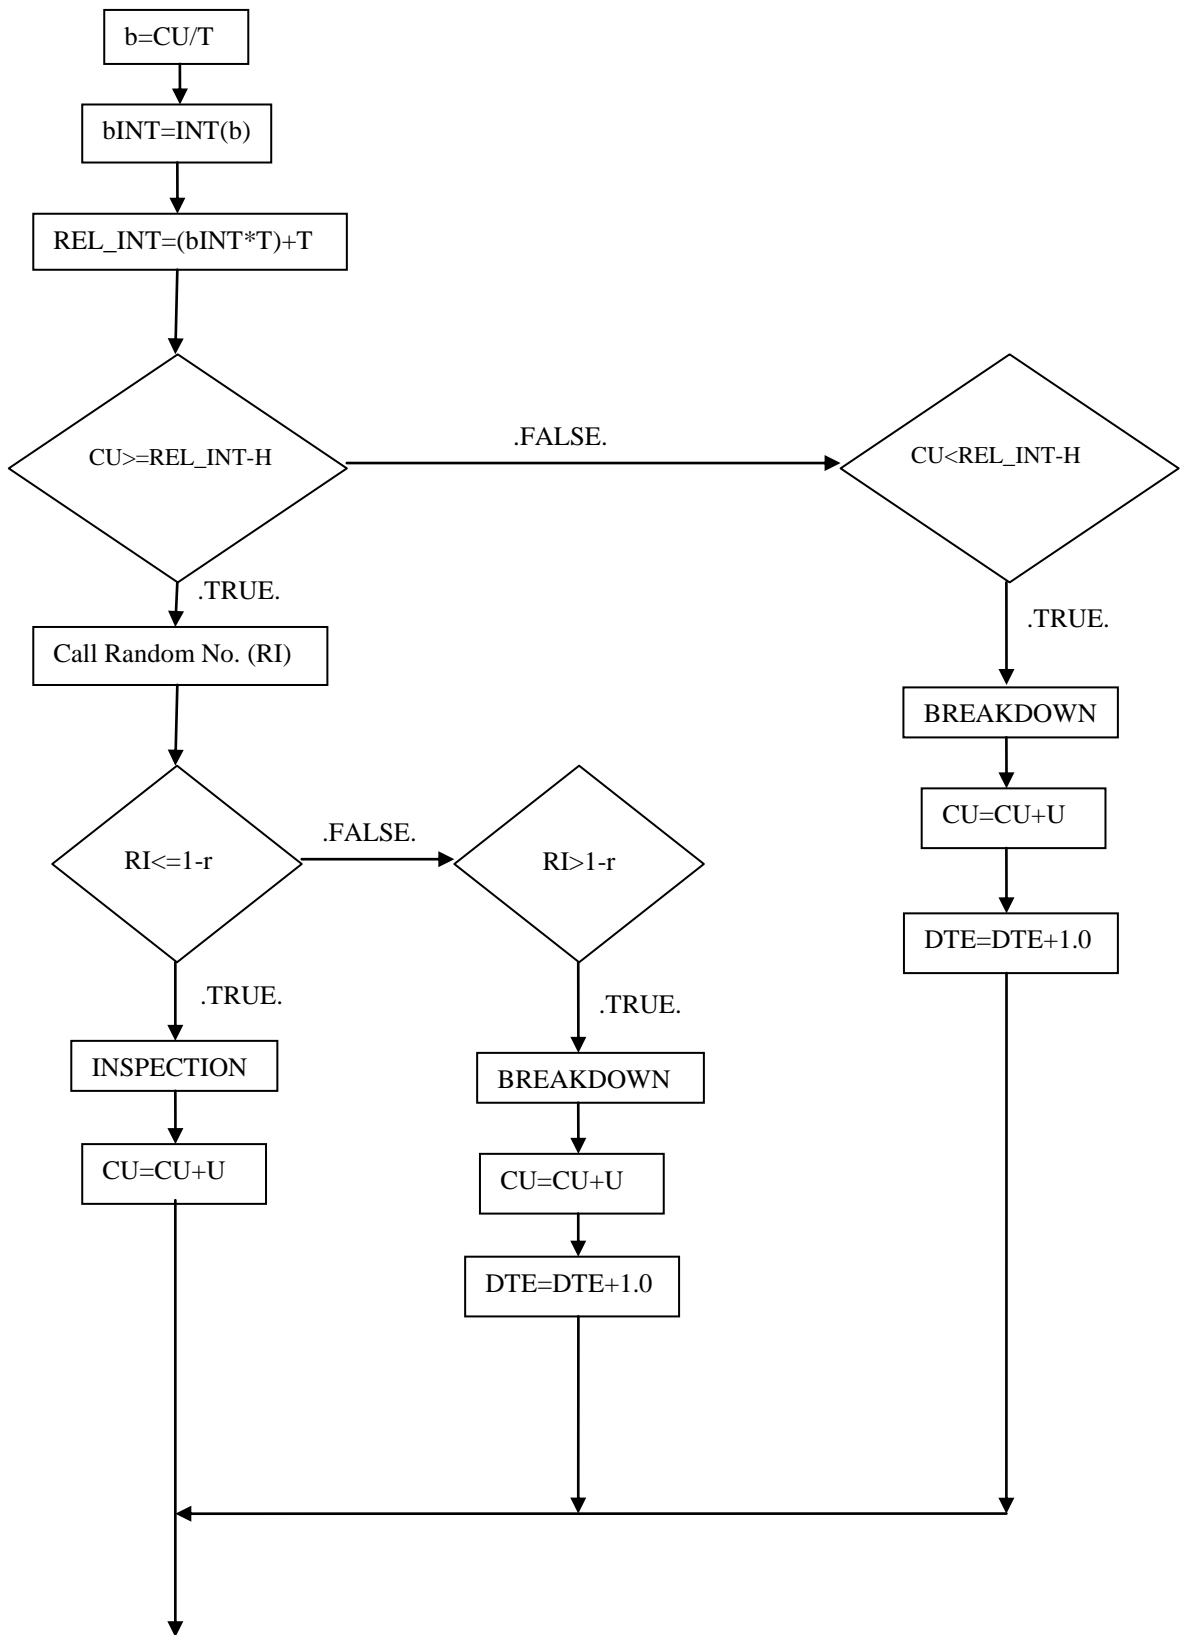 b=CU/T
bINT=INT(b)
REL_INT=(bINT*T)+T
CU>=REL_INT-H
.FALSE.
CU<REL_INT-H
.TRUE.
Call Random No. (RI)
.TRUE.
BREAKDOWN
CU=CU+U
DTE=DTE+1.0
RI<=1-r
.FALSE.
RI>1-r
.TRUE.
INSPECTION
CU=CU+U
.TRUE.
BREAKDOWN
CU=CU+U
DTE=DTE+1.0